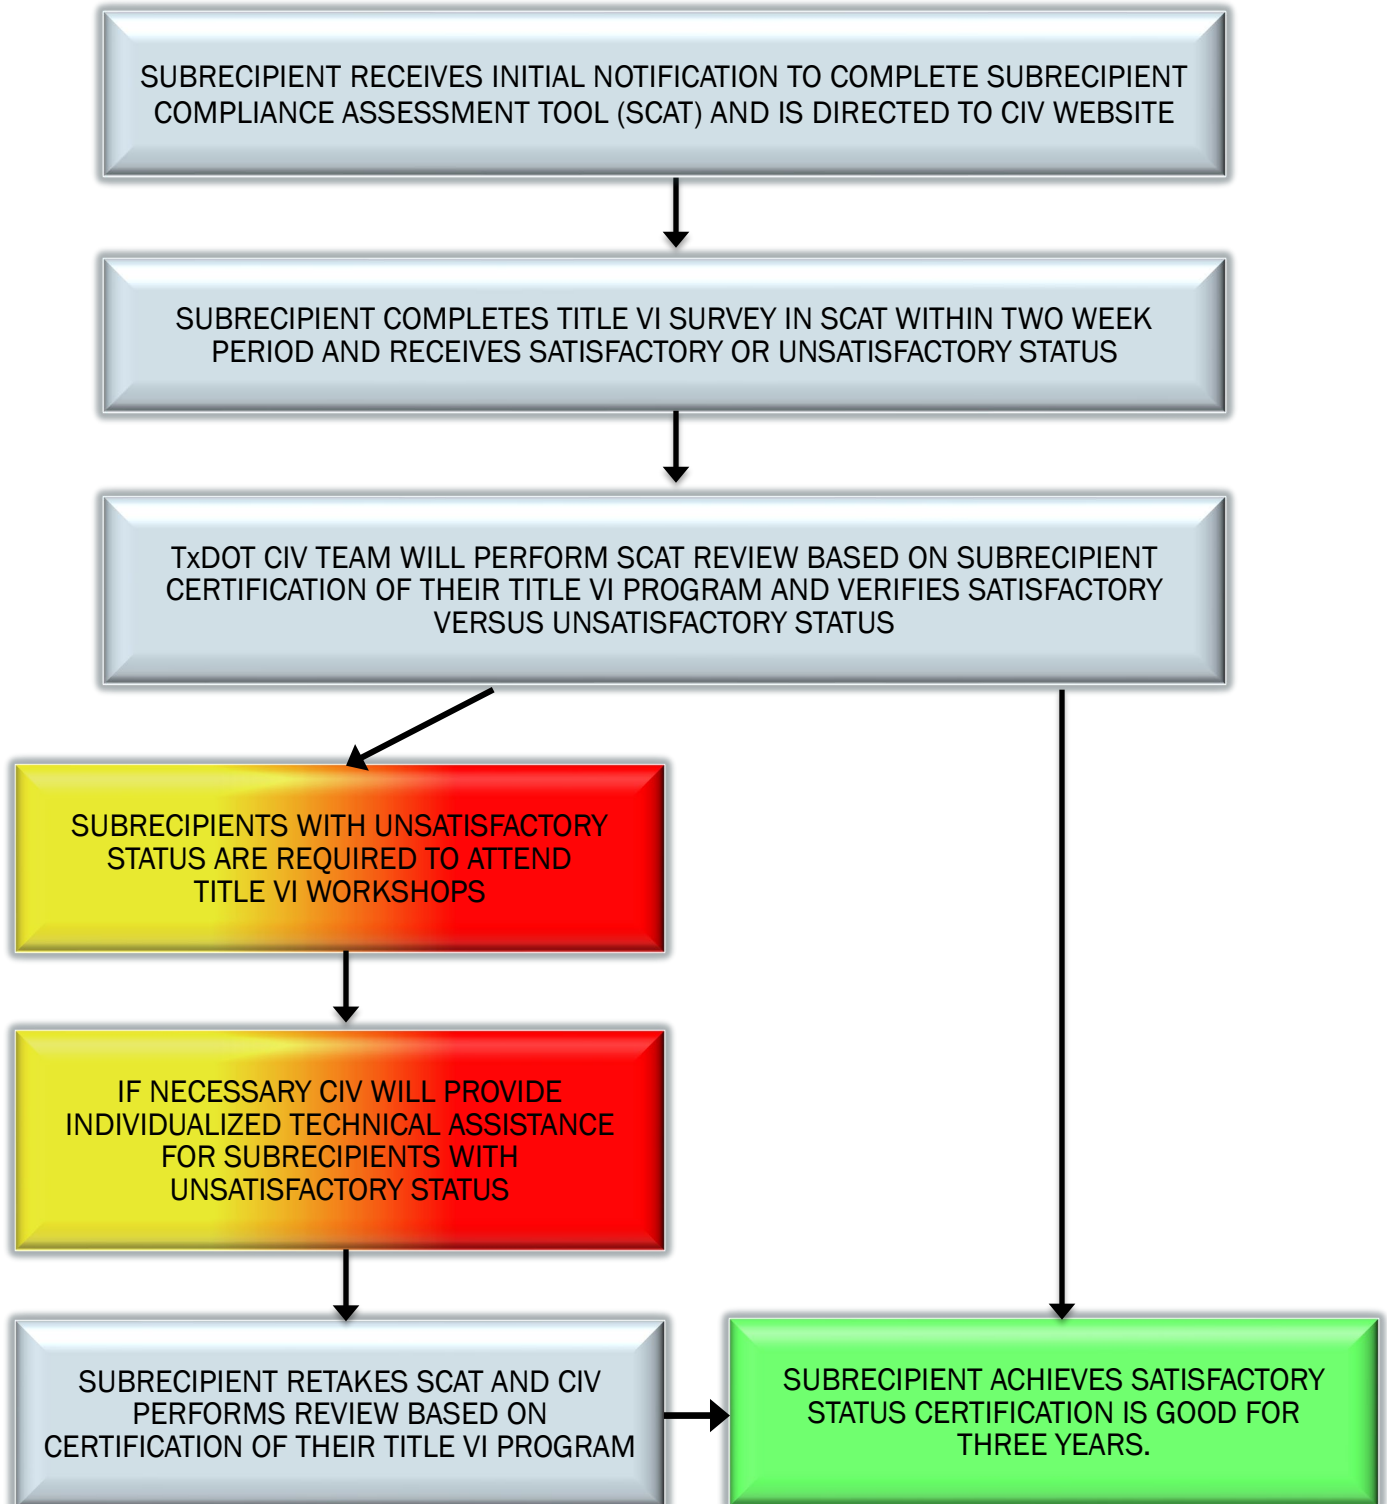 SUBRECIPIENT RECEIVES INITIAL NOTIFICATION TO COMPLETE SUBRECIPIENT
COMPLIANCE ASSESSMENT TOOL (SCAT) AND IS DIRECTED TO CIV WEBSITE
SUBRECIPIENT COMPLETES TITLE VI SURVEY IN SCAT WITHIN TWO WEEK
PERIOD AND RECEIVES SATISFACTORY OR UNSATISFACTORY STATUS
TxDOT CIV TEAM WILL PERFORM SCAT REVIEW BASED ON SUBRECIPIENT
CERTIFICATION OF THEIR TITLE VI PROGRAM AND VERIFIES SATISFACTORY
VERSUS UNSATISFACTORY STATUS
SUBRECIPIENTS WITH UNSATISFACTORY
STATUS ARE REQUIRED TO ATTEND
TITLE VI WORKSHOPS
IF NECESSARY CIV WILL PROVIDE
INDIVIDUALIZED TECHNICAL ASSISTANCE
FOR SUBRECIPIENTS WITH
UNSATISFACTORY STATUS
SUBRECIPIENT RETAKES SCAT AND CIV
PERFORMS REVIEW BASED ON
CERTIFICATION OF THEIR TITLE VI PROGRAM
SUBRECIPIENT ACHIEVES SATISFACTORY
STATUS CERTIFICATION IS GOOD FOR
THREE YEARS.